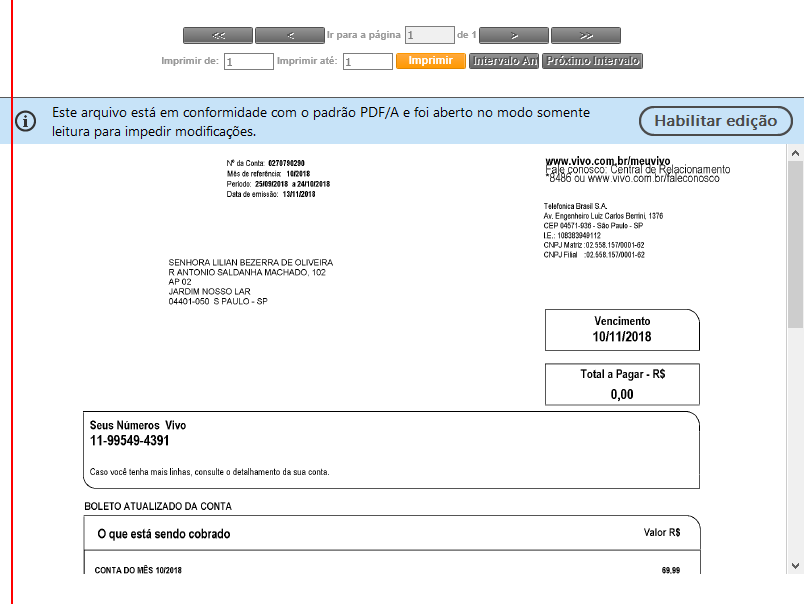 << < Ir para a página 1 de 1 > >>
Imprimir de: 1 Imprimir até: 1 Imprimir Intervalo An Próximo Intervalo
Este arquivo está em conformidade com o padrão PDF/A e foi aberto no modo somente
leitura para impedir modificações.
Habilitar edição
Nº da Conta: 0270790290
Mês de referência: 10/2018
Período: 25/09/2018 a 24/10/2018
Data de emissão: 13/11/2018
www.vivo.com.br/meuvivo
Fale conosco: Central de Relacionamento
*8486 ou www.vivo.com.br/faleconosco
Telefonica Brasil S.A.
Av. Engenheiro Luiz Carlos Berrini, 1376
CEP 04571-936 - São Paulo - SP
I.E.: 108383949112
CNPJ Matriz :02.558.157/0001-62
CNPJ Filial :02.558.157/0001-62
SENHORA LILIAN BEZERRA DE OLIVEIRA
R ANTONIO SALDANHA MACHADO, 102
AP 02
JARDIM NOSSO LAR
04401-050 S PAULO - SP
Vencimento
10/11/2018
Total a Pagar - R$
0,00
Seus Números Vivo
11-99549-4391
Caso você tenha mais linhas, consulte o detalhamento da sua conta.
BOLETO ATUALIZADO DA CONTA
O que está sendo cobrado Valor R$
CONTA DO MÊS 10/2018 69,99